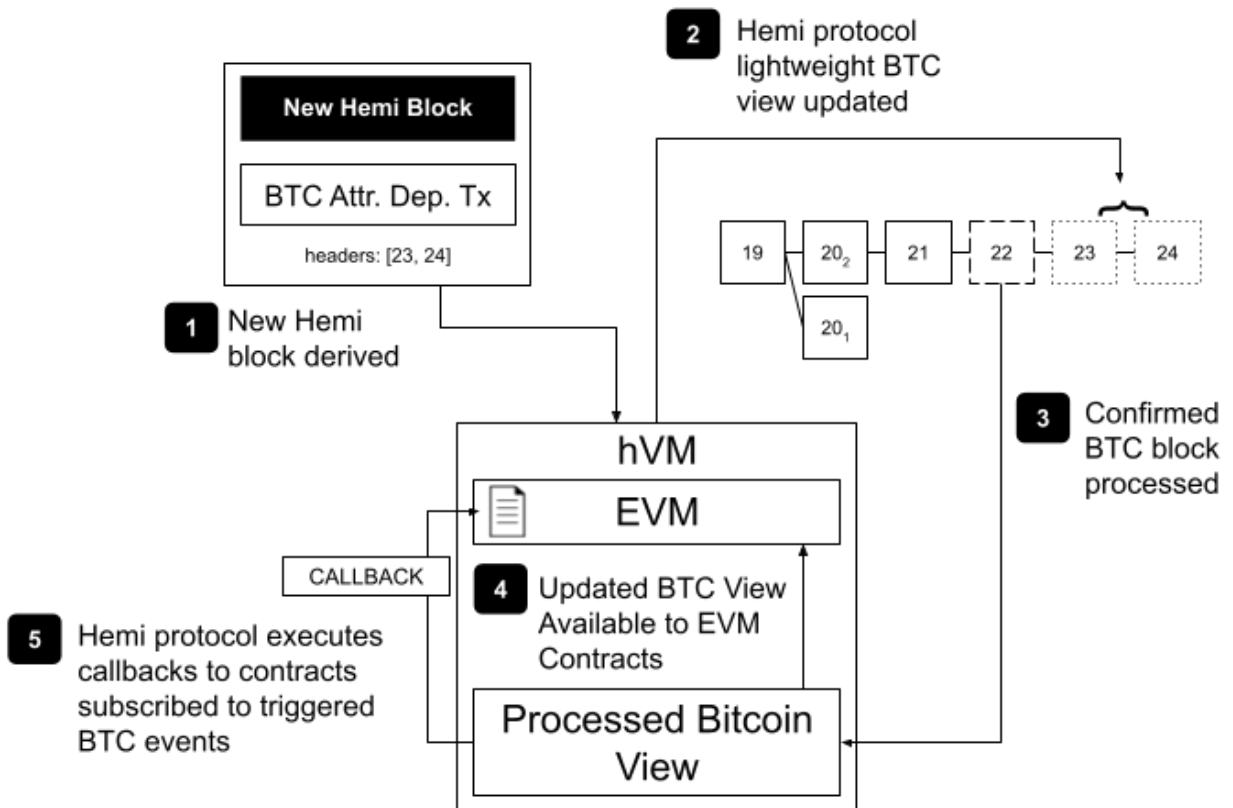 2
Hemi protocol
lightweight BTC
view updated
New Hemi Block
BTC Attr. Dep. Tx
headers: [23, 24]
19
20₂
21
22
23
24
20₁
1
New Hemi
block derived
3
Confirmed
BTC block
processed
hVM
EVM
CALLBACK
4
Updated BTC View
Available to EVM
Contracts
5
Hemi protocol executes
callbacks to contracts
subscribed to triggered
BTC events
Processed Bitcoin
View